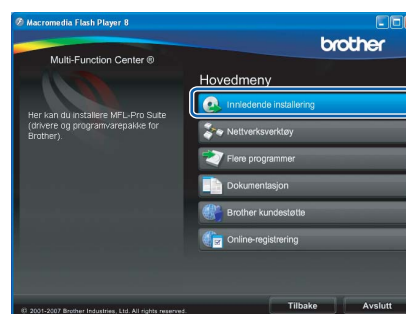 Macromedia Flash Player 8
brother
Multi-Function Center ®
Hovedmeny
Innledende installering
Her kan du installere MFL-Pro Suite
(drivere og programvarepakke for
Brother).
Nettverksverktøy
Flere programmer
Dokumentasjon
Brother kundestøtte
Online-registrering
Tilbake
Avslutt
© 2001-2007 Brother Industries, Ltd. All rights reserved.